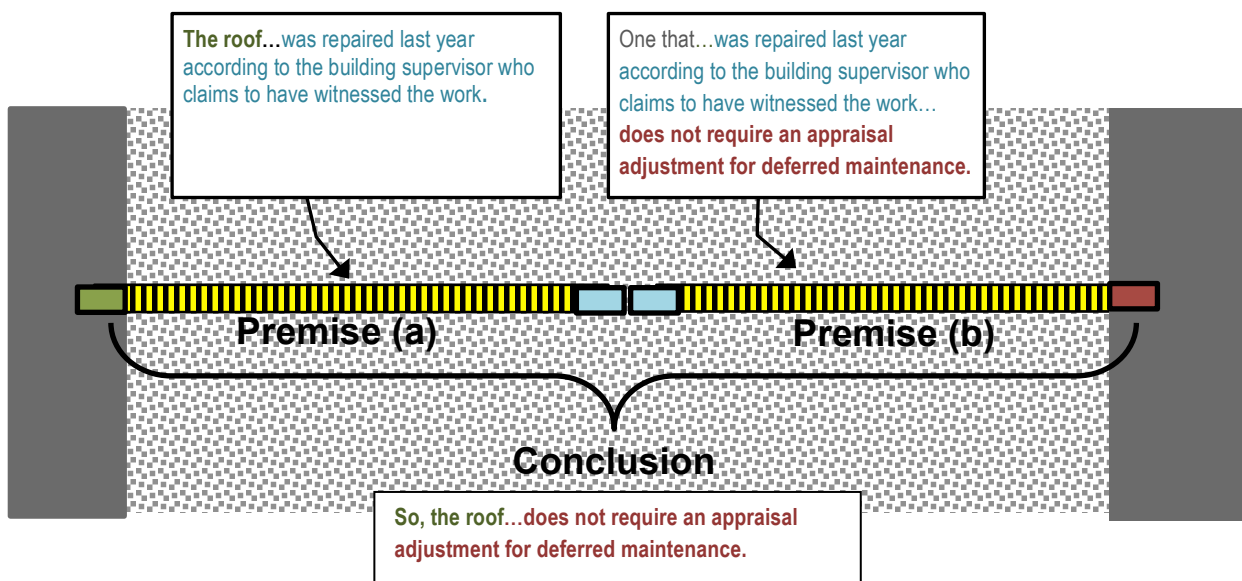 The roof…was repaired last year
according to the building supervisor who
claims to have witnessed the work.
One that…was repaired last year
according to the building supervisor who
claims to have witnessed the work…
does not require an appraisal
adjustment for deferred maintenance.
Premise (a)
Premise (b)
Conclusion
So, the roof…does not require an appraisal
adjustment for deferred maintenance.